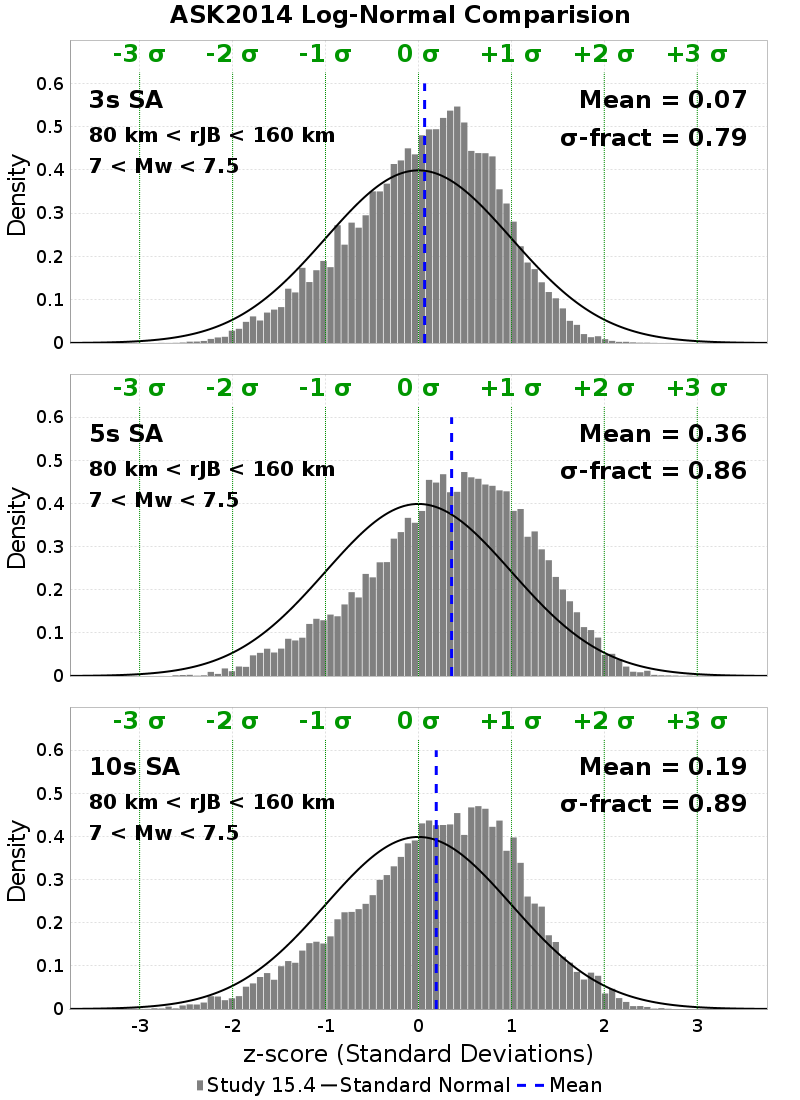 ASK2014 Log-Normal Comparision
-3 σ -2 σ -1 σ 0 σ +1 σ +2 σ +3 σ
0.6
3s SA
Mean = 0.07
0.5
80 km < rJB < 160 km
σ-fract = 0.79
7 < Mw < 7.5
0.4
Density
0.3
0.2
0.1
0
-3 σ -2 σ -1 σ 0 σ +1 σ +2 σ +3 σ
0.6
5s SA
Mean = 0.36
0.5
80 km < rJB < 160 km
σ-fract = 0.86
7 < Mw < 7.5
0.4
Density
0.3
0.2
0.1
0
-3 σ -2 σ -1 σ 0 σ +1 σ +2 σ +3 σ
0.6
10s SA
Mean = 0.19
0.5
80 km < rJB < 160 km
σ-fract = 0.89
7 < Mw < 7.5
0.4
Density
0.3
0.2
0.1
0
-3 -2 -1 0 1 2 3
z-score (Standard Deviations)
Study 15.4 Standard Normal Mean